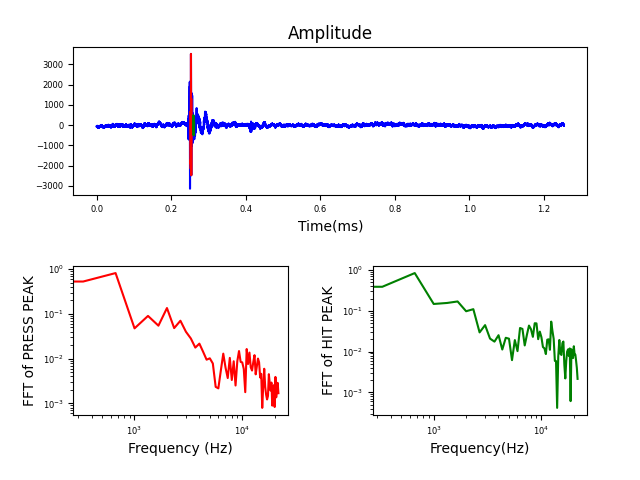 Amplitude
3000
2000
1000
0
−1000
−2000
−3000
0.0 0.2 0.4 0.6 0.8 1.0 1.2
Time(ms)
FFT of PRESS PEAK
10⁰
10⁻¹
10⁻²
10⁻³
10³ 10⁴
Frequency (Hz)
FFT of HIT PEAK
10⁰
10⁻¹
10⁻²
10⁻³
10³ 10⁴
Frequency(Hz)